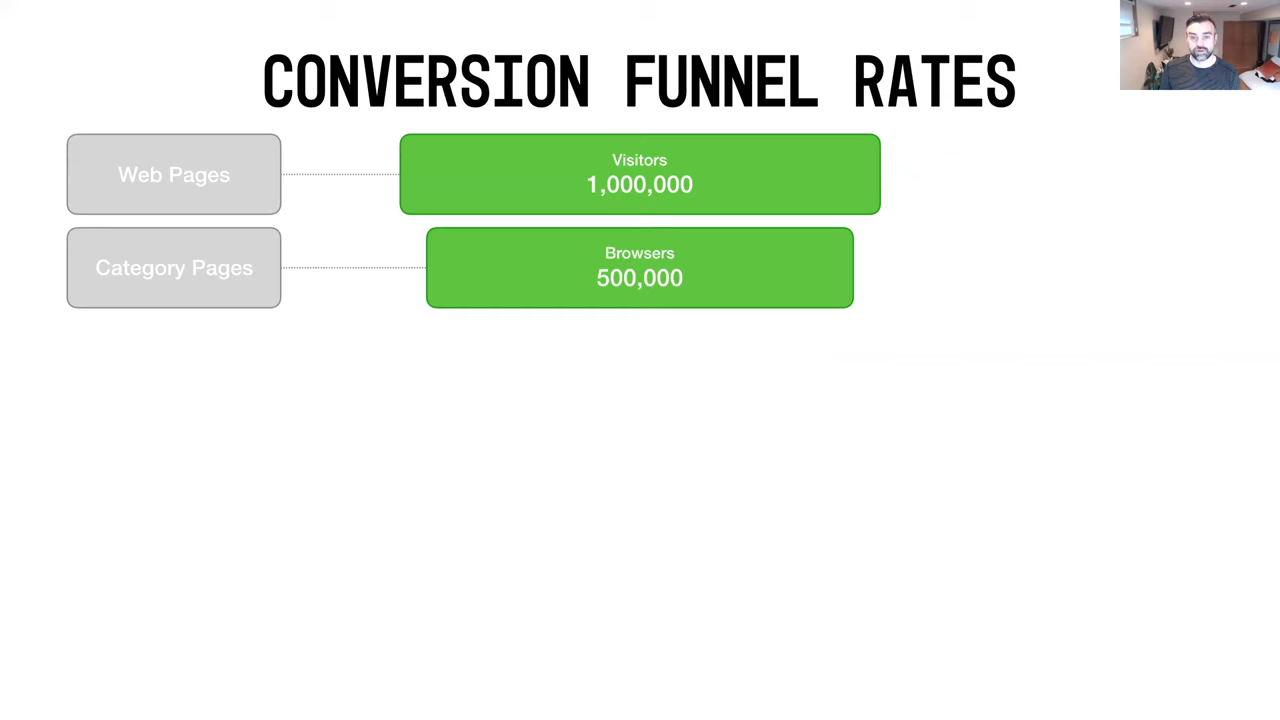 CONVERSION FUNNEL RATES
Web Pages
Visitors
1,000,000
Category Pages
Browsers
500,000